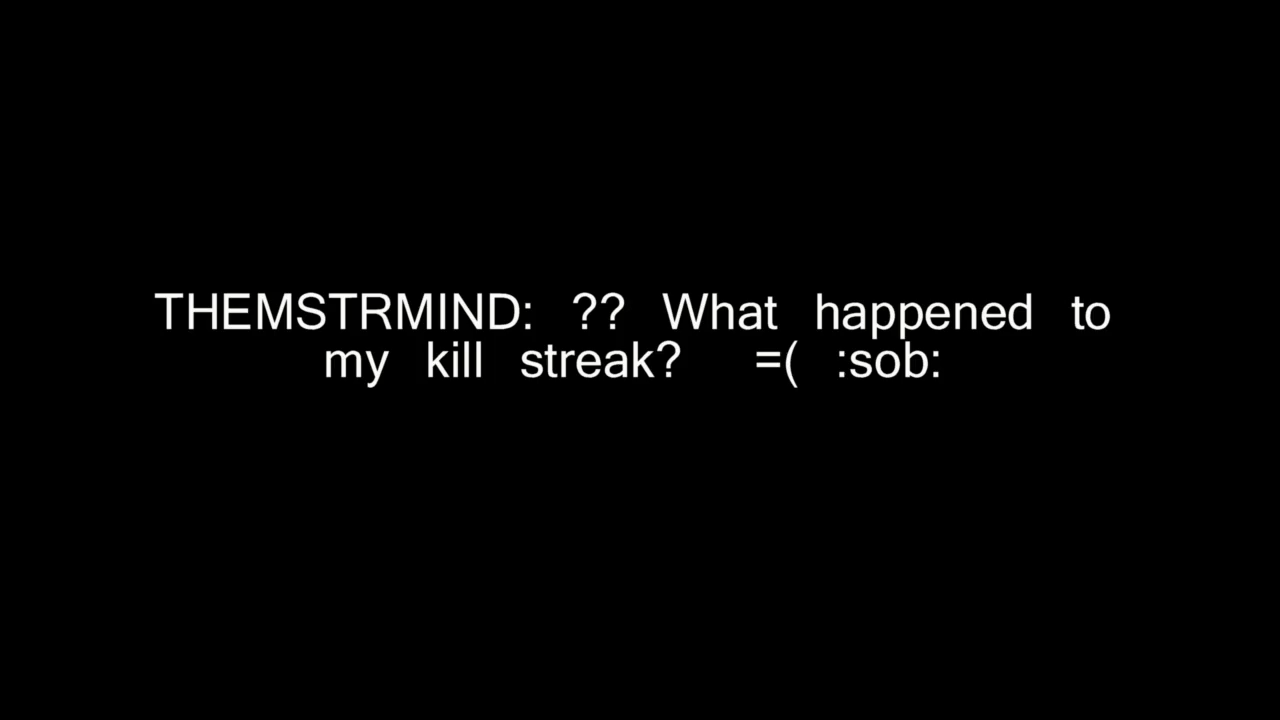 THEMSTRMIND: ?? What happened to
my kill streak? =( :sob: